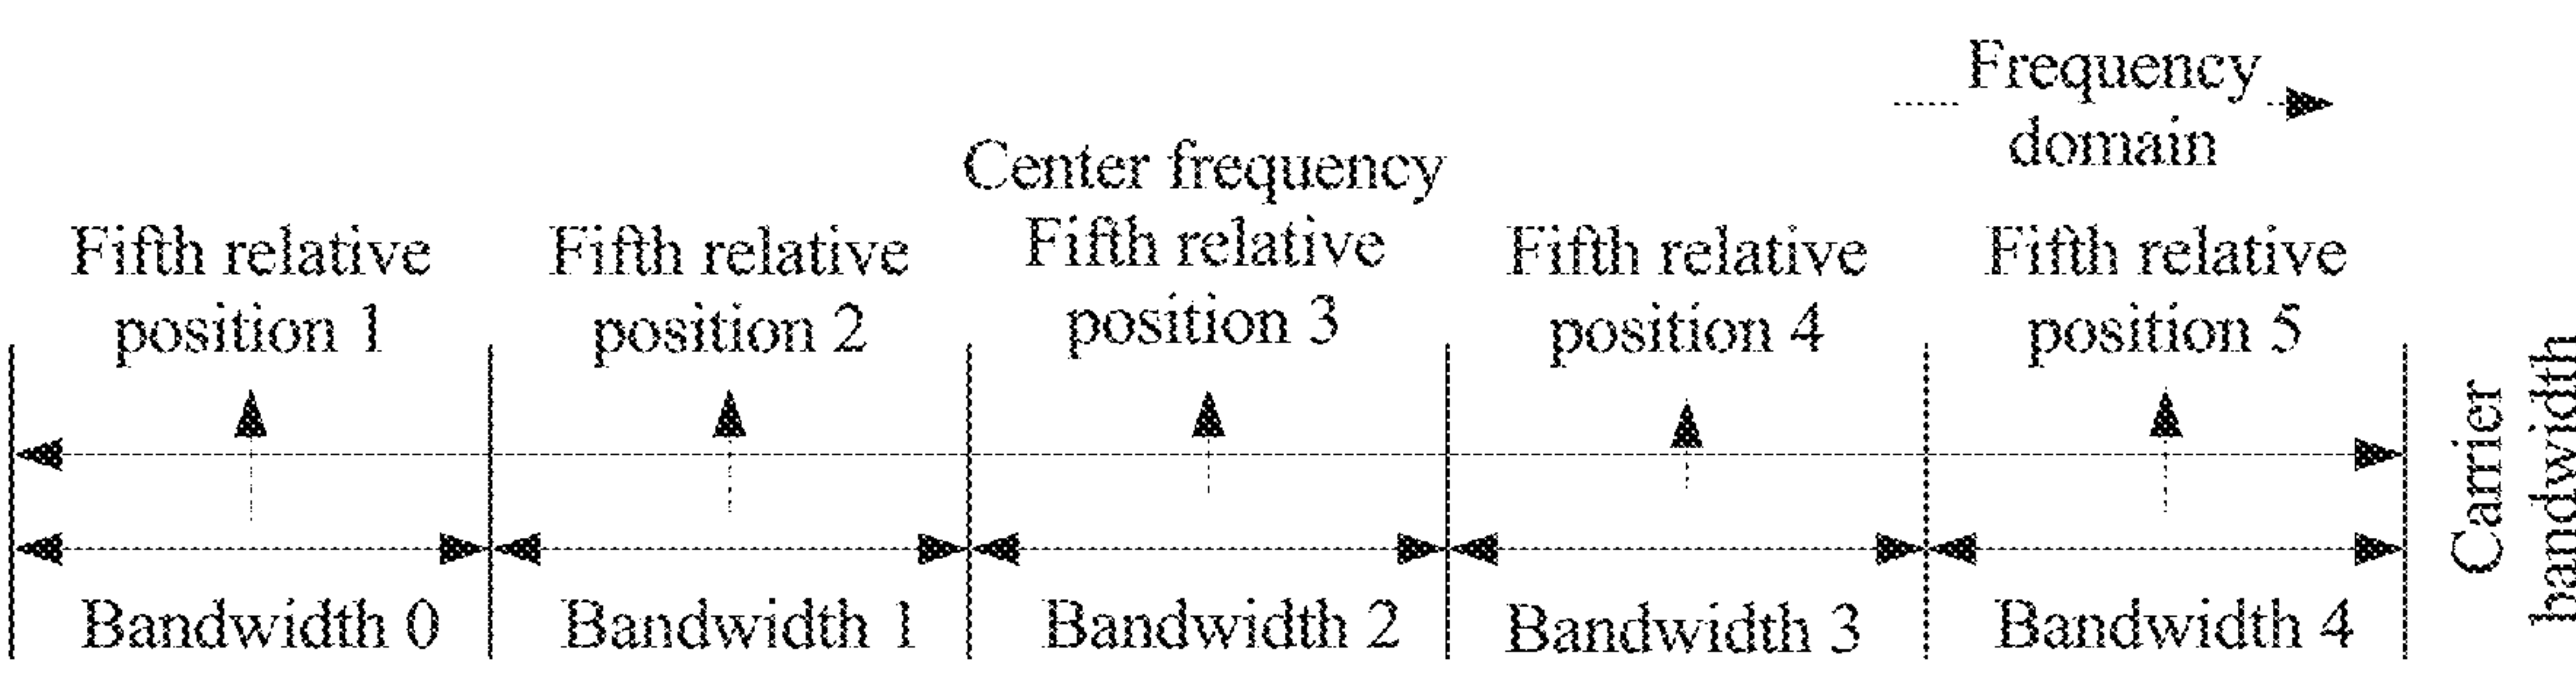 Frequency
domain
Center frequency
Fifth relative
position 1
Fifth relative
position 2
Fifth relative
position 3
Fifth relative
position 4
Fifth relative
position 5
Carrier
bandwidth
Bandwidth 0
Bandwidth 1
Bandwidth 2
Bandwidth 3
Bandwidth 4